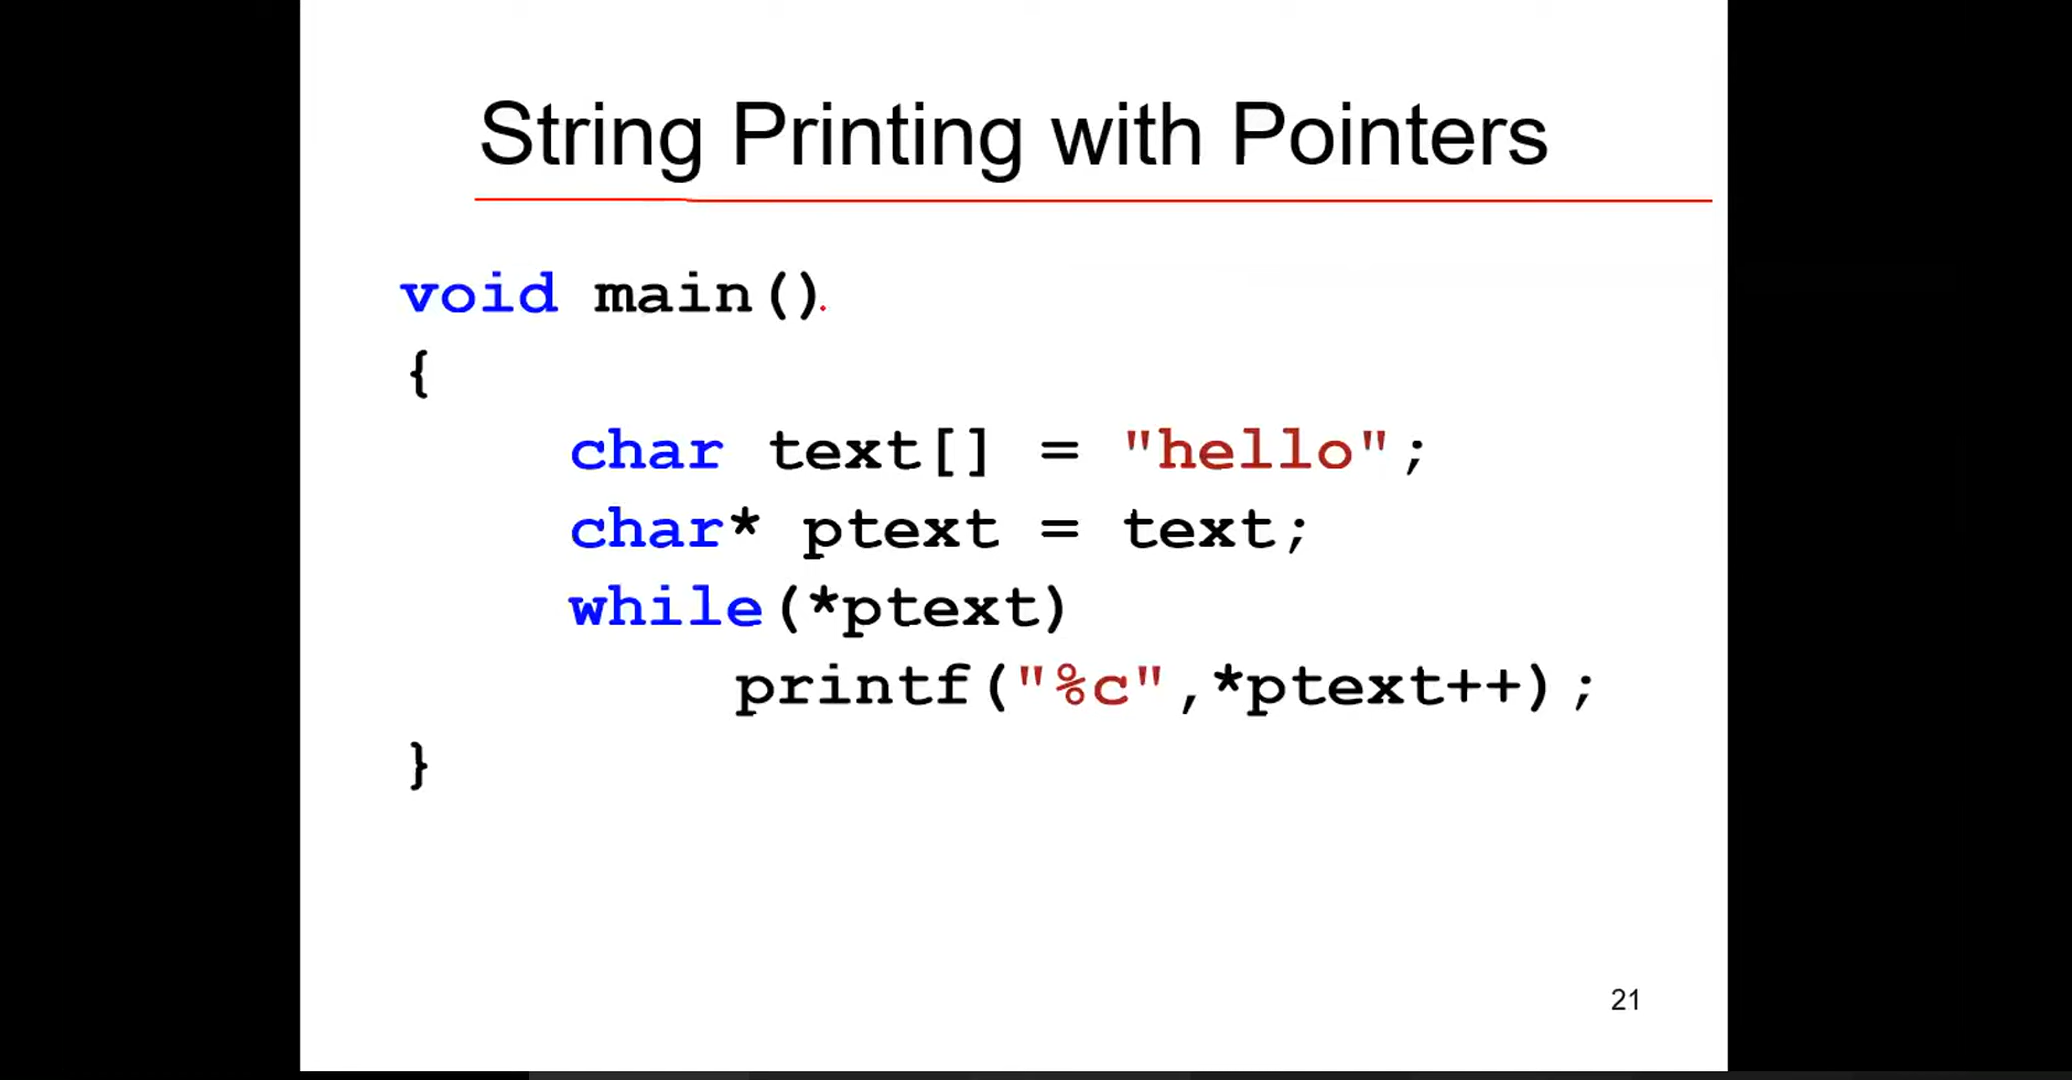 String Printing with Pointers
void main()
{
char text[] = "hello";
char* ptext = text;
while(*ptext)
printf("%c",*ptext++);
}
21